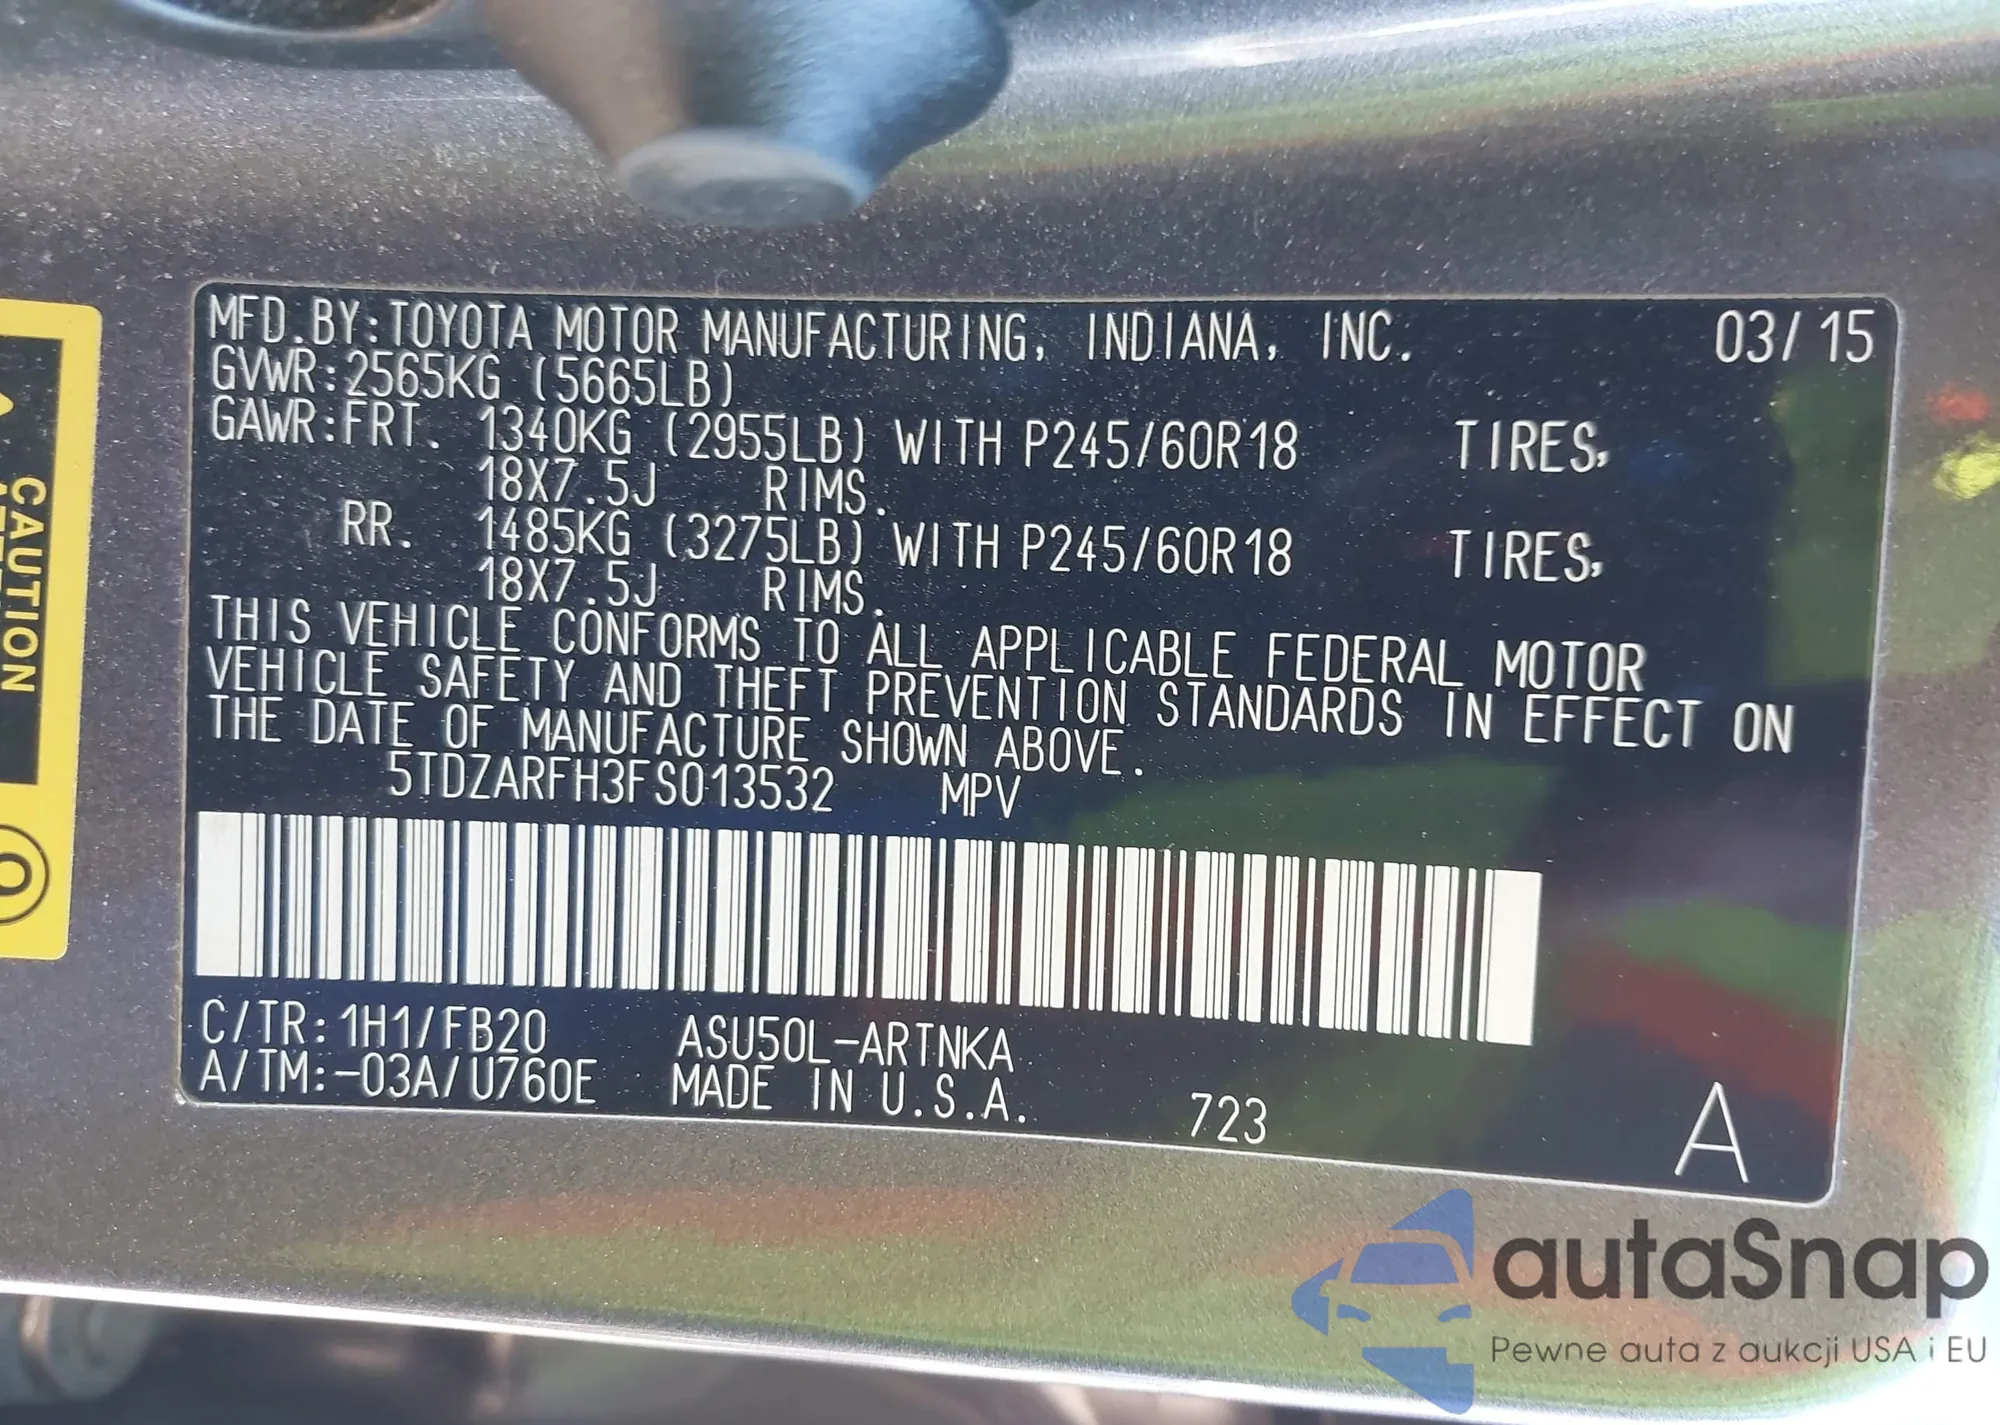 MFD.BY:TOYOTA MOTOR MANUFACTURING, INDIANA, INC. 03/15
GVWR:2565KG (5665LB)
GAWR:FRT. 1340KG (2955LB) WITH P245/60R18 TIRES,
18X7.5J RIMS.
RR. 1485KG (3275LB) WITH P245/60R18 TIRES,
18X7.5J RIMS.
THIS VEHICLE CONFORMS TO ALL APPLICABLE FEDERAL MOTOR
VEHICLE SAFETY AND THEFT PREVENTION STANDARDS IN EFFECT ON
THE DATE OF MANUFACTURE SHOWN ABOVE.
5TDZARFH3FS013532 MPV
C/TR:1H1/FB20 ASU50L-ARTNKA
A/TM:-03A/U760E MADE IN U.S.A. 723 A
CAUTION
autaSnap
Pewne auta z aukcji USA i EU